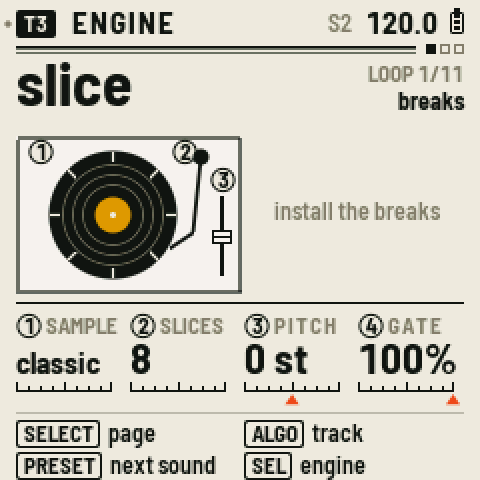 T3 ENGINE S2 120.0
slice LOOP 1/11
breaks
1 2 3
install the breaks
1 SAMPLE 2 SLICES 3 PITCH 4 GATE
classic 8 0 st 100%
SELECT page ALGO track
PRESET next sound SEL engine